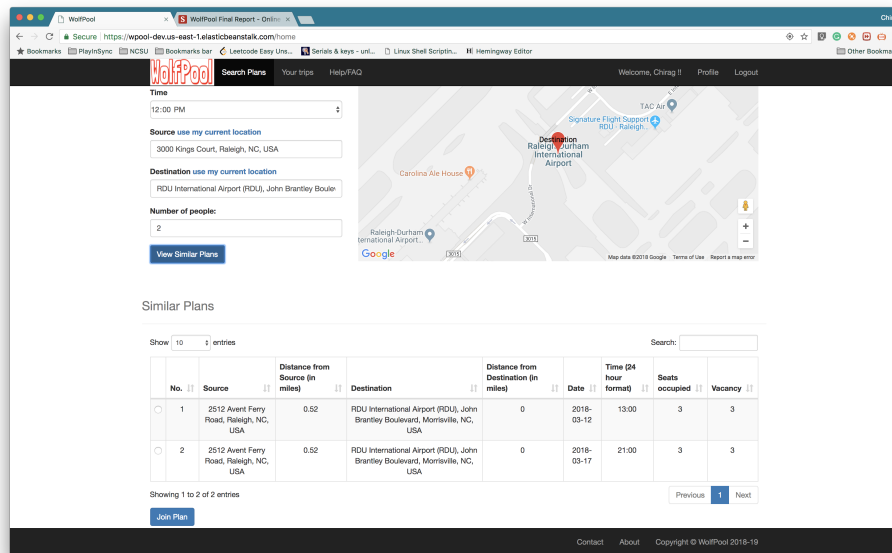 WolfPool
WolfPool Final Report - Online
Chi
Secure https://wpool-dev.us-east-1.elasticbeanstalk.com/home
Bookmarks PlayInSync NCSU Bookmarks bar Leetcode Easy Uns... Serials & keys - unl... Linux Shell Scriptin... Hemingway Editor Other Bookmar
WolfPool Search Plans Your trips Help/FAQ Welcome, Chirag !! Profile Logout
Time
12:00 PM
Source use my current location
3000 Kings Court, Raleigh, NC, USA
Destination use my current location
RDU International Airport (RDU), John Brantley Boulev
Number of people:
2
View Similar Plans
TAC Air
Signature Flight Support
RDU - Raleigh...
Destination
Raleigh-Durham
International
Airport
Carolina Ale House
W International Dr
Raleigh-Durham
ternational Airport...
3015
3015
Google
Map data ©2018 Google Terms of Use Report a map error
Similar Plans
Show 10 entries
Search:
No. Source Distance from Source (in miles) Destination Distance from Destination (in miles) Date Time (24 hour format) Seats occupied Vacancy
1 2512 Avent Ferry Road, Raleigh, NC, USA 0.52 RDU International Airport (RDU), John Brantley Boulevard, Morrisville, NC, USA 0 2018-03-12 13:00 3 3
2 2512 Avent Ferry Road, Raleigh, NC, USA 0.52 RDU International Airport (RDU), John Brantley Boulevard, Morrisville, NC, USA 0 2018-03-17 21:00 3 3
Showing 1 to 2 of 2 entries
Previous 1 Next
Join Plan
Contact About Copyright © WolfPool 2018-19